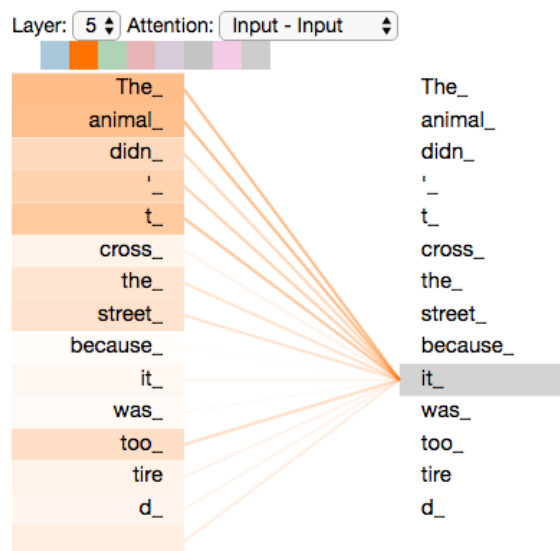 Layer: 5 Attention: Input - Input
The_ The_
animal_ animal_
didn_ didn_
'_ '_
t_ t_
cross_ cross_
the_ the_
street_ street_
because_ because_
it_ it_
was_ was_
too_ too_
tire tire
d_ d_